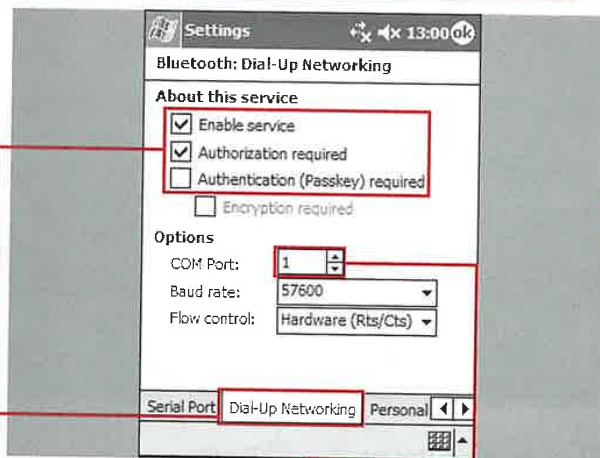 Settings 13:00 ok
Bluetooth: Dial-Up Networking
About this service
Enable service
Authorization required
Authentication (Passkey) required
Encryption required
Options
COM Port: 1
Baud rate: 57600
Flow control: Hardware (Rts/Cts)
Serial Port Dial-Up Networking Personal